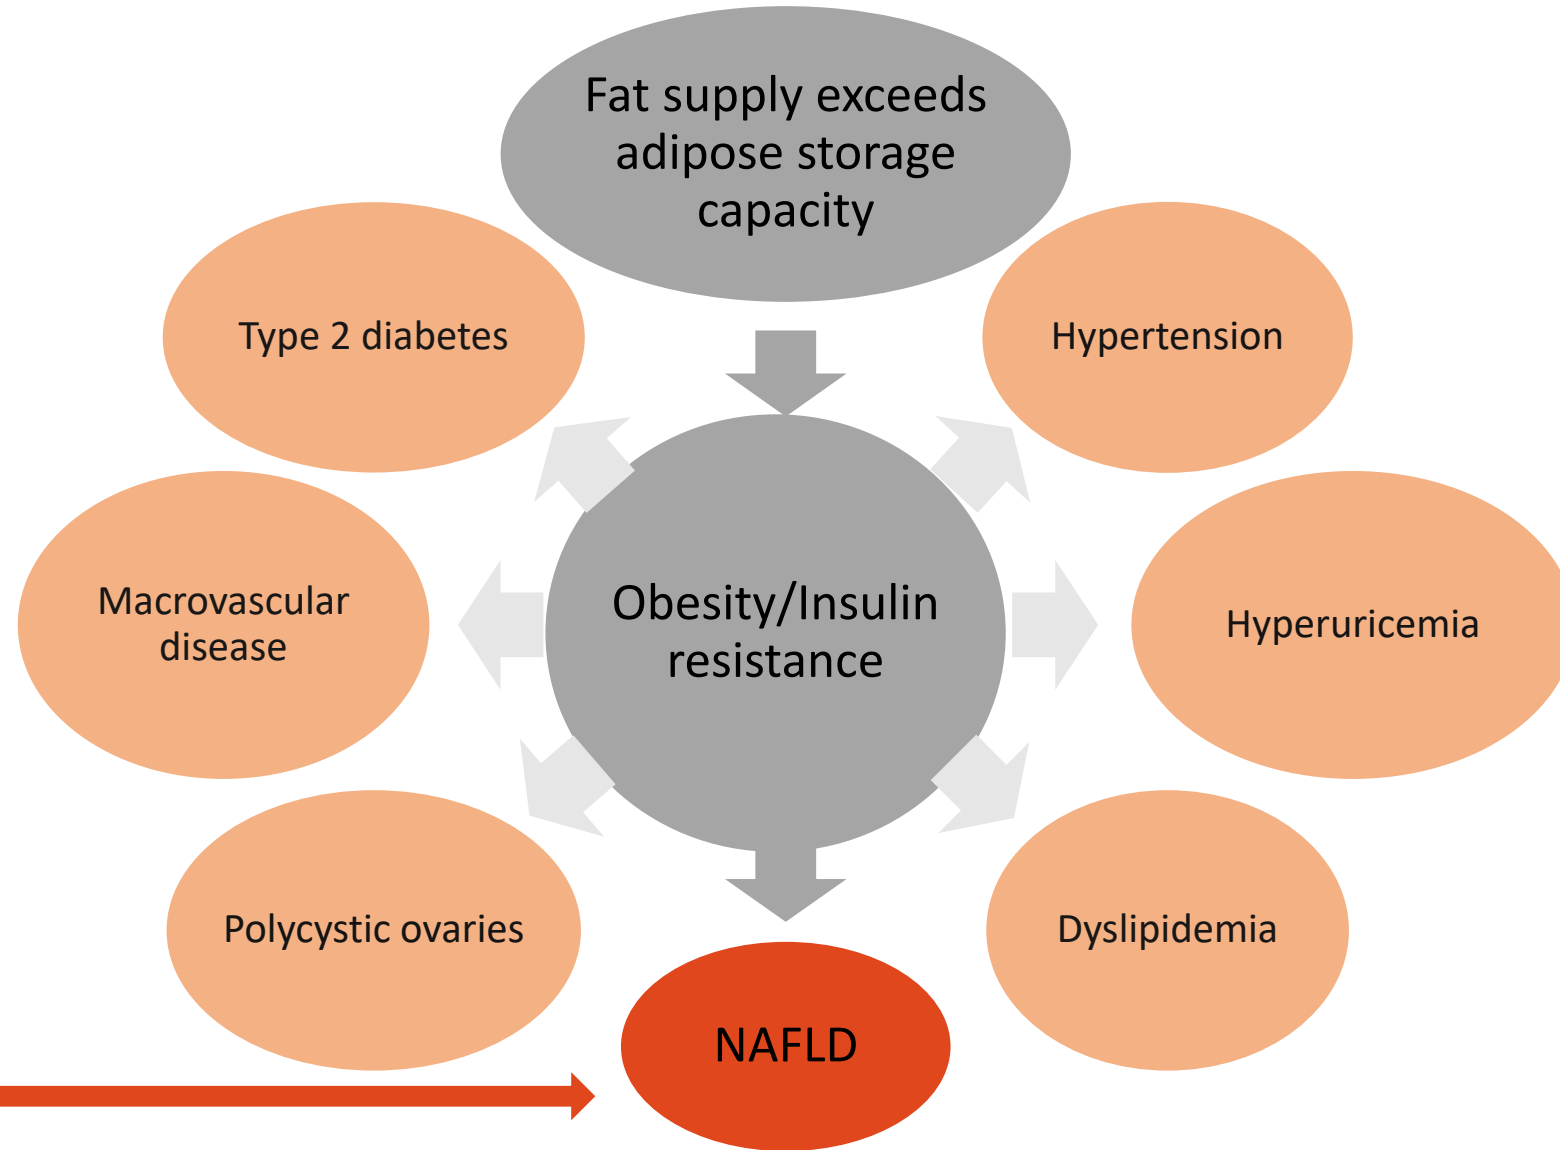 Fat supply exceeds
adipose storage
capacity
Type 2 diabetes
Hypertension
Macrovascular
disease
Obesity/Insulin
resistance
Hyperuricemia
Polycystic ovaries
Dyslipidemia
NAFLD